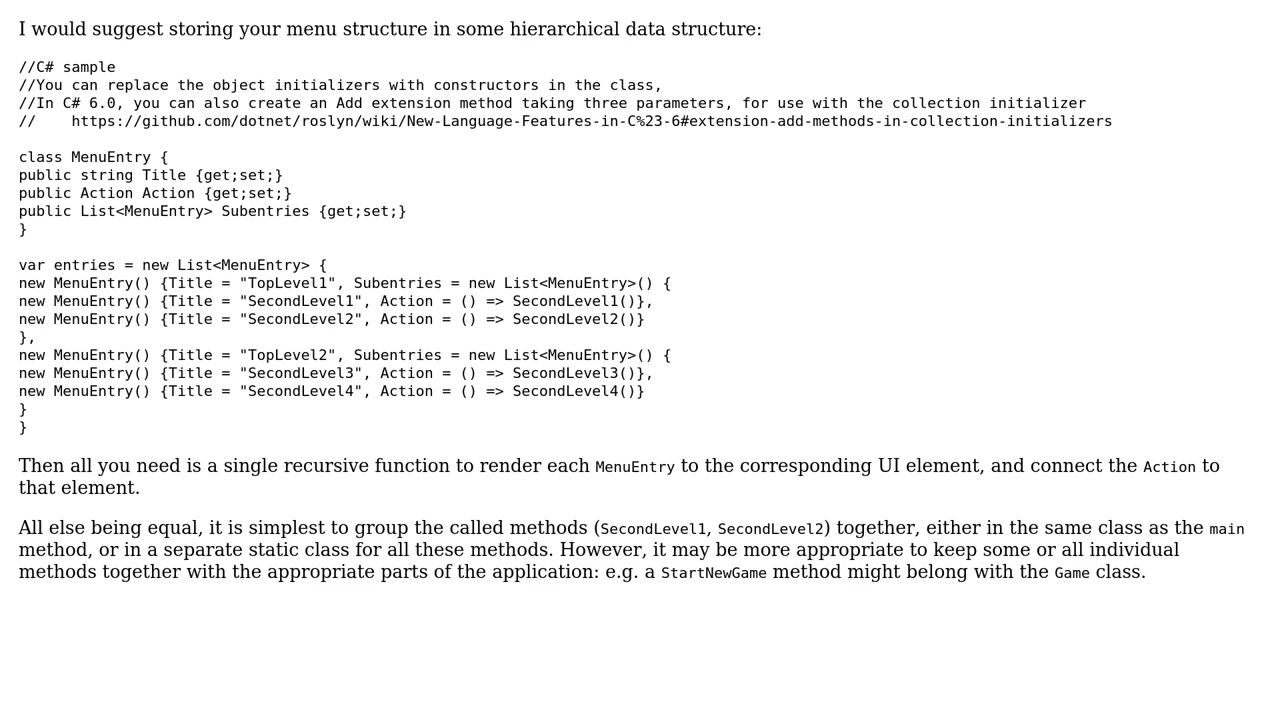 I would suggest storing your menu structure in some hierarchical data structure:
//C# sample
//You can replace the object initializers with constructors in the class,
//In C# 6.0, you can also create an Add extension method taking three parameters, for use with the collection initializer
//    https://github.com/dotnet/roslyn/wiki/New-Language-Features-in-C%23-6#extension-add-methods-in-collection-initializers
class MenuEntry {
public string Title {get;set;}
public Action Action {get;set;}
public List<MenuEntry> Subentries {get;set;}
}
var entries = new List<MenuEntry> {
new MenuEntry() {Title = "TopLevel1", Subentries = new List<MenuEntry>() {
new MenuEntry() {Title = "SecondLevel1", Action = () => SecondLevel1()},
new MenuEntry() {Title = "SecondLevel2", Action = () => SecondLevel2()}
},
new MenuEntry() {Title = "TopLevel2", Subentries = new List<MenuEntry>() {
new MenuEntry() {Title = "SecondLevel3", Action = () => SecondLevel3()},
new MenuEntry() {Title = "SecondLevel4", Action = () => SecondLevel4()}
}
}
Then all you need is a single recursive function to render each MenuEntry to the corresponding UI element, and connect the Action to
that element.
All else being equal, it is simplest to group the called methods (SecondLevel1, SecondLevel2) together, either in the same class as the main
method, or in a separate static class for all these methods. However, it may be more appropriate to keep some or all individual
methods together with the appropriate parts of the application: e.g. a StartNewGame method might belong with the Game class.